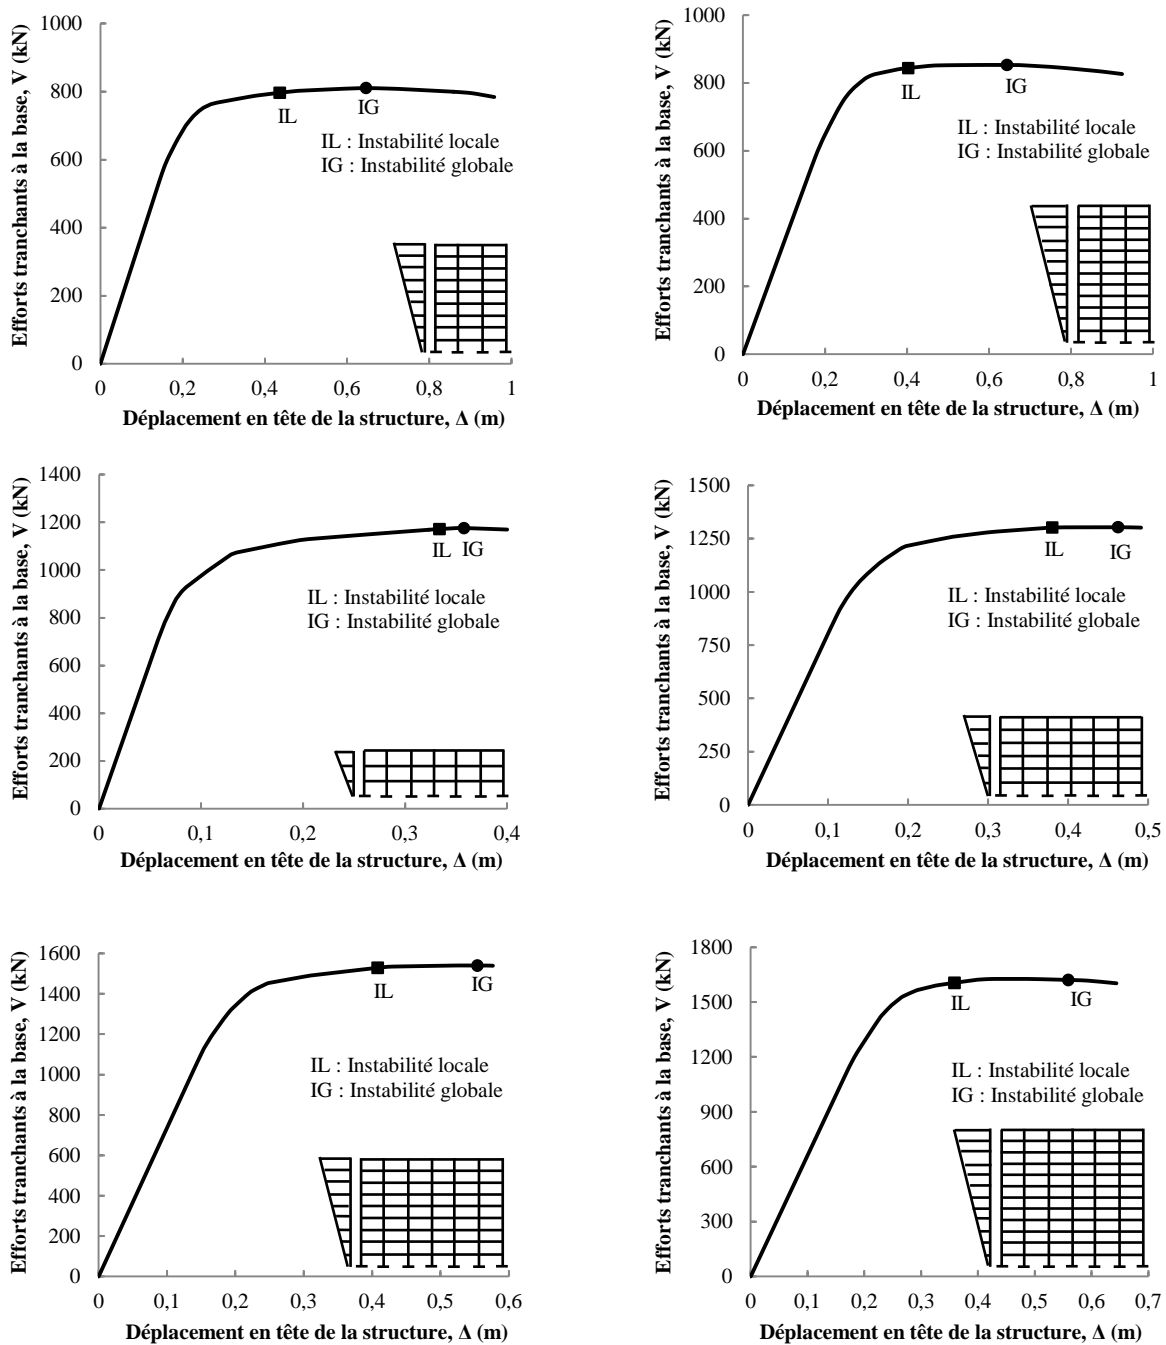 Efforts tranchants à la base, V (kN)
1000
800
600
400
200
0
IL
IG
IL : Instabilité locale
IG : Instabilité globale
0 0,2 0,4 0,6 0,8 1
Déplacement en tête de la structure, Δ (m)
Efforts tranchants à la base, V (kN)
1000
800
600
400
200
0
IL
IG
IL : Instabilité locale
IG : Instabilité globale
0 0,2 0,4 0,6 0,8 1
Déplacement en tête de la structure, Δ (m)
Efforts tranchants à la base, V (kN)
1400
1200
1000
800
600
400
200
0
IL IG
IL : Instabilité locale
IG : Instabilité globale
0 0,1 0,2 0,3 0,4
Déplacement en tête de la structure, Δ (m)
Efforts tranchants à la base, V (kN)
1500
1250
1000
750
500
250
0
IL
IG
IL : Instabilité locale
IG : Instabilité globale
0 0,1 0,2 0,3 0,4 0,5
Déplacement en tête de la structure, Δ (m)
Efforts tranchants à la base, V (kN)
1600
1400
1200
1000
800
600
400
200
0
IL
IG
IL : Instabilité locale
IG : Instabilité globale
0 0,1 0,2 0,3 0,4 0,5 0,6
Déplacement en tête de la structure, Δ (m)
Efforts tranchants à la base, V (kN)
1800
1500
1200
900
600
300
0
IL
IG
IL : Instabilité locale
IG : Instabilité globale
0 0,1 0,2 0,3 0,4 0,5 0,6 0,7
Déplacement en tête de la structure, Δ (m)